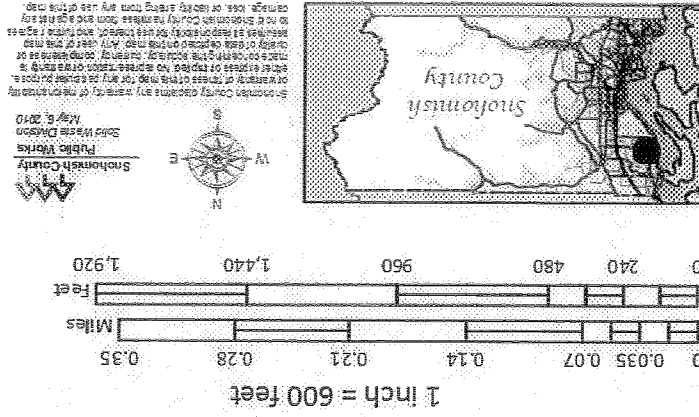 1 inch = 600 feet
0 0.035 0.07 0.14 0.21 0.28 0.35
Miles
Feet
0 240 480 960 1,440 1,920
Snohomish
County
N
W E
S
Snohomish County
Public Works
Solid Waste Division
May 6, 2010
Snohomish County disclaims any warranty of merchantability
or warranty of fitness of this map for any particular purpose,
either express or implied. No representation or warranty is
made concerning the accuracy, currency, completeness or
quality of data depicted on this map. Any user of this map
assumes all responsibility for use thereof, and further agrees
to hold Snohomish County harmless from and against any
damage, loss, or liability arising from any use of this map.